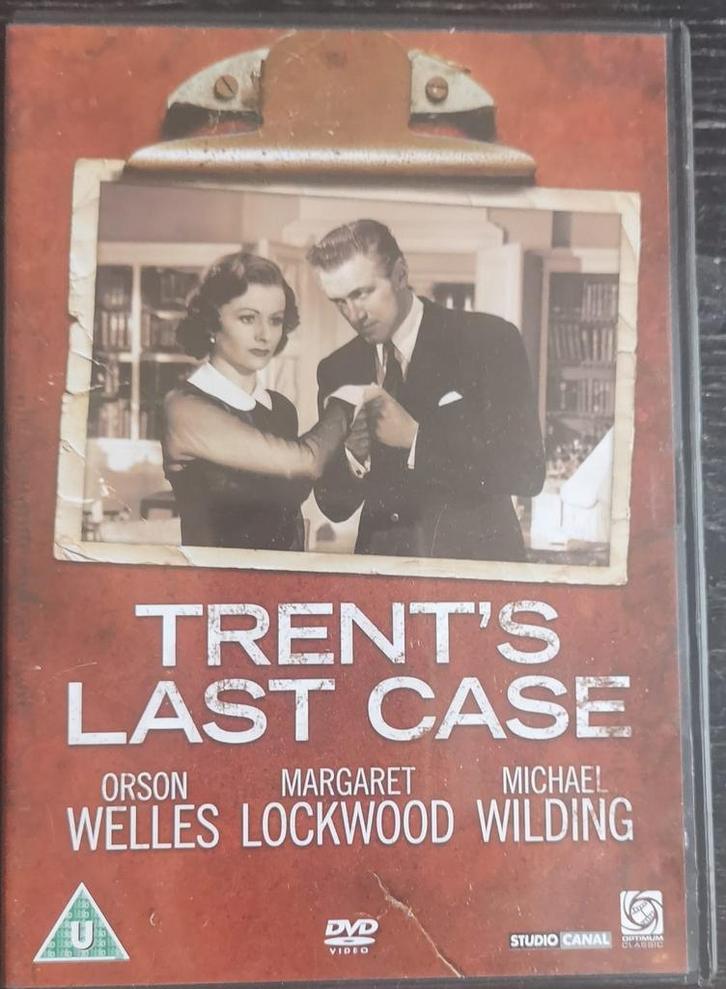 TRENT'S
LAST CASE
ORSON MARGARET MICHAEL
WELLES LOCKWOOD WILDING
U
DVD
VIDEO
STUDIO CANAL
OPTIMUM
CLASSIC